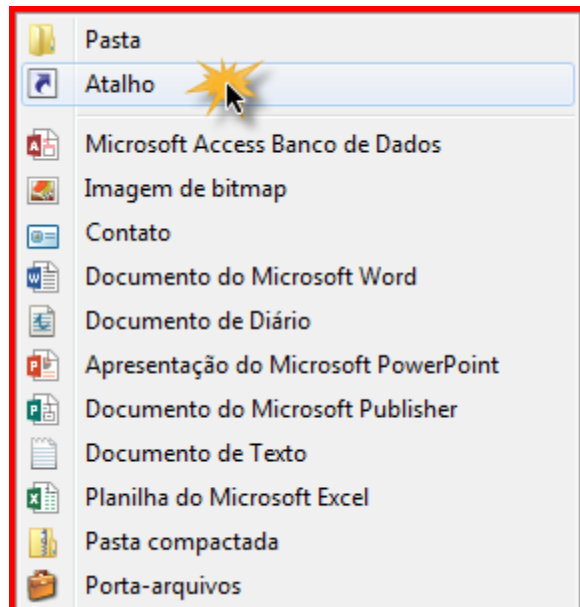 Pasta
Atalho
Microsoft Access Banco de Dados
Imagem de bitmap
Contato
Documento do Microsoft Word
Documento de Diário
Apresentação do Microsoft PowerPoint
Documento do Microsoft Publisher
Documento de Texto
Planilha do Microsoft Excel
Pasta compactada
Porta-arquivos